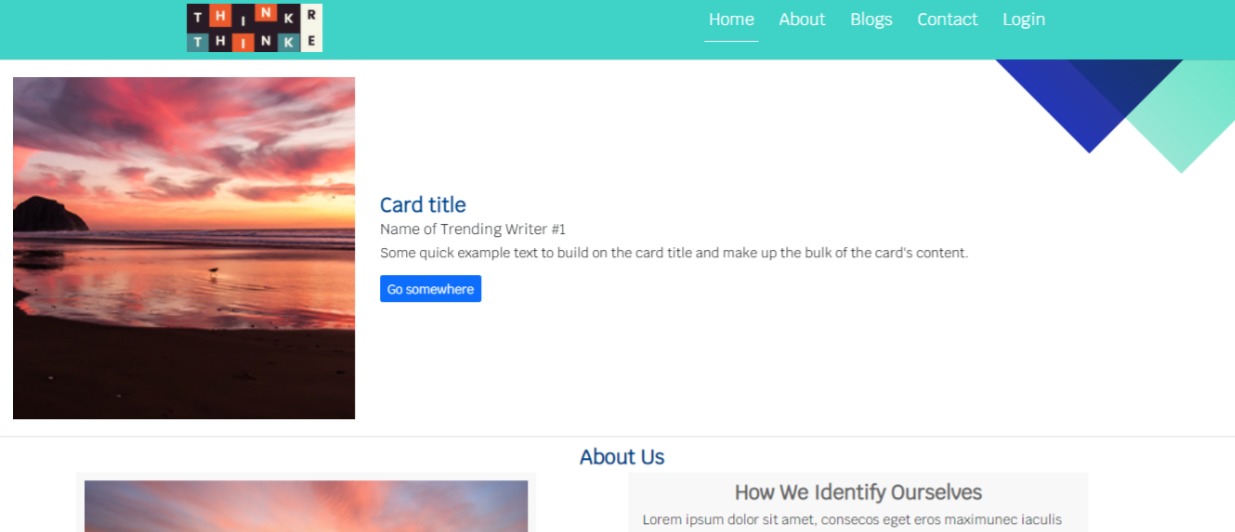 THINKR
THINKE
Home About Blogs Contact Login
Card title
Name of Trending Writer #1
Some quick example text to build on the card title and make up the bulk of the card's content.
Go somewhere
About Us
How We Identify Ourselves
Lorem ipsum dolor sit amet, consecos eget eros maximunec iaculis